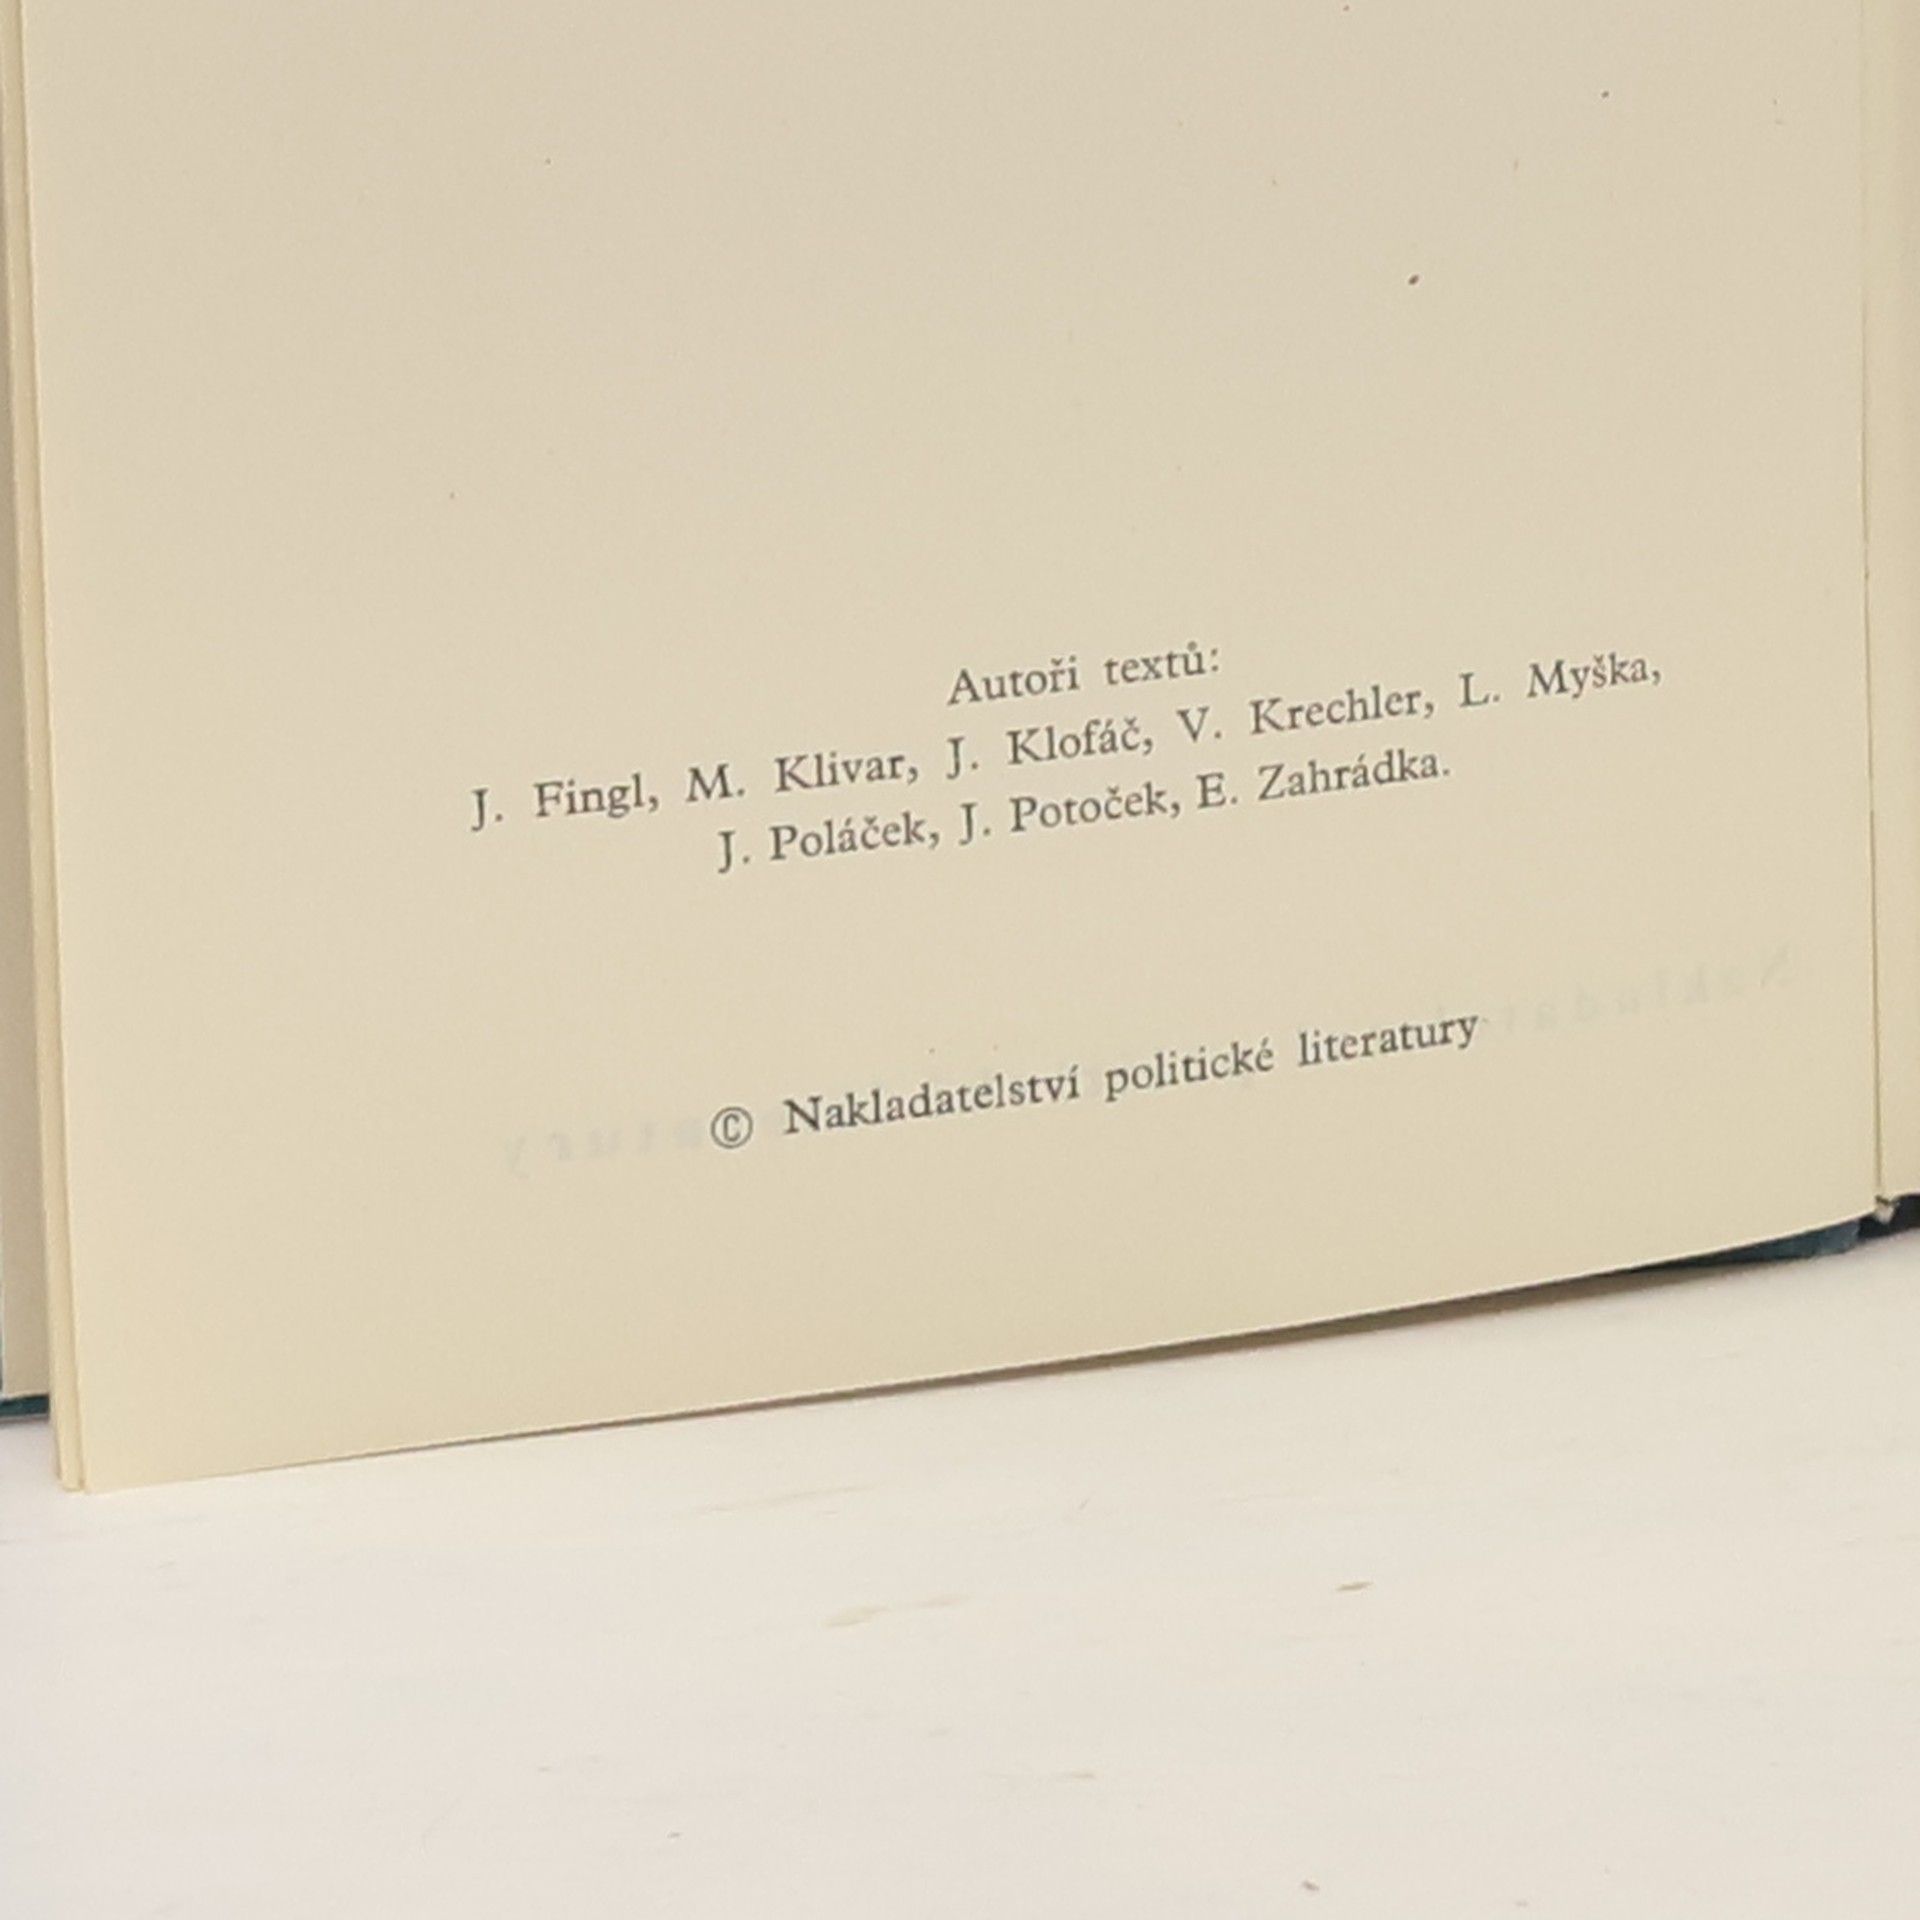 Autoři textů:
J. Fingl, M. Klivar, J. Klofáč, V. Krechler, L. Myška,
J. Poláček, J. Potoček, E. Zahrádka.
© Nakladatelství politické literatury